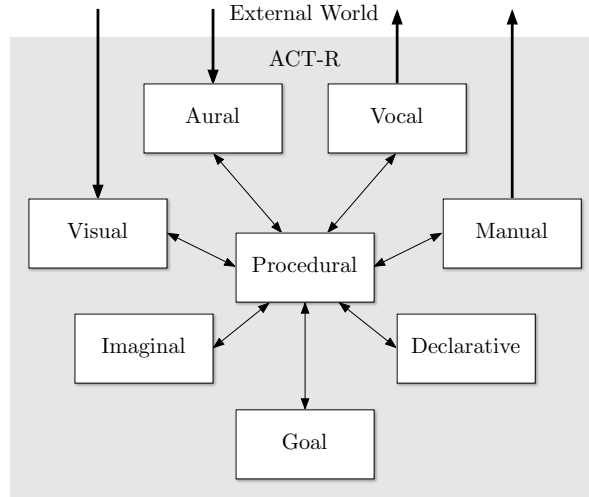 External World
ACT-R
Aural
Vocal
Visual
Manual
Procedural
Imaginal
Declarative
Goal